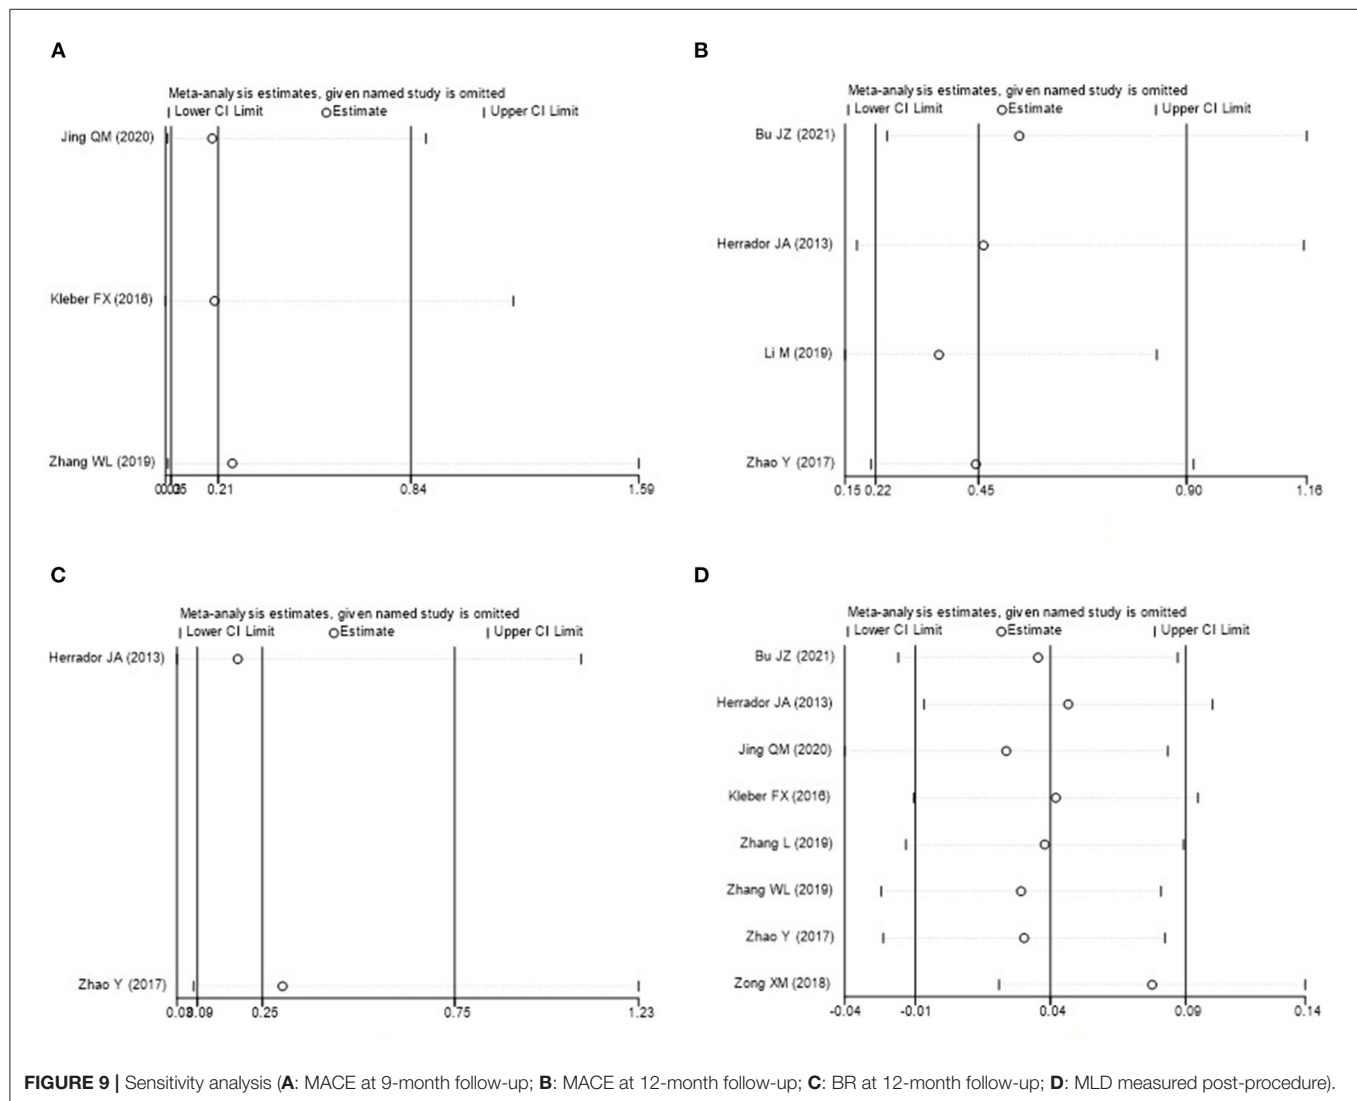 A
Meta-analysis estimates, given named study is omitted
| Lower CI Limit ○Estimate | Upper CI Limit
Jing QM (2020)
Kleber FX (2016)
Zhang WL (2019)
0.21 0.84 1.59
B
Meta-analysis estimates, given named study is omitted
| Lower CI Limit ○Estimate | Upper CI Limit
Bu JZ (2021)
Herrador JA (2013)
Li M (2019)
Zhao Y (2017)
0.15 0.22 0.45 0.90 1.16
C
Meta-analysis estimates, given named study is omitted
| Lower CI Limit ○Estimate | Upper CI Limit
Herrador JA (2013)
Zhao Y (2017)
0.09 0.25 0.75 1.23
D
Meta-analysis estimates, given named study is omitted
| Lower CI Limit ○Estimate | Upper CI Limit
Bu JZ (2021)
Herrador JA (2013)
Jing QM (2020)
Kleber FX (2016)
Zhang L (2019)
Zhang WL (2019)
Zhao Y (2017)
Zong XM (2018)
-0.04 -0.01 0.04 0.09 0.14
FIGURE 9 | Sensitivity analysis (A: MACE at 9-month follow-up; B: MACE at 12-month follow-up; C: BR at 12-month follow-up; D: MLD measured post-procedure).